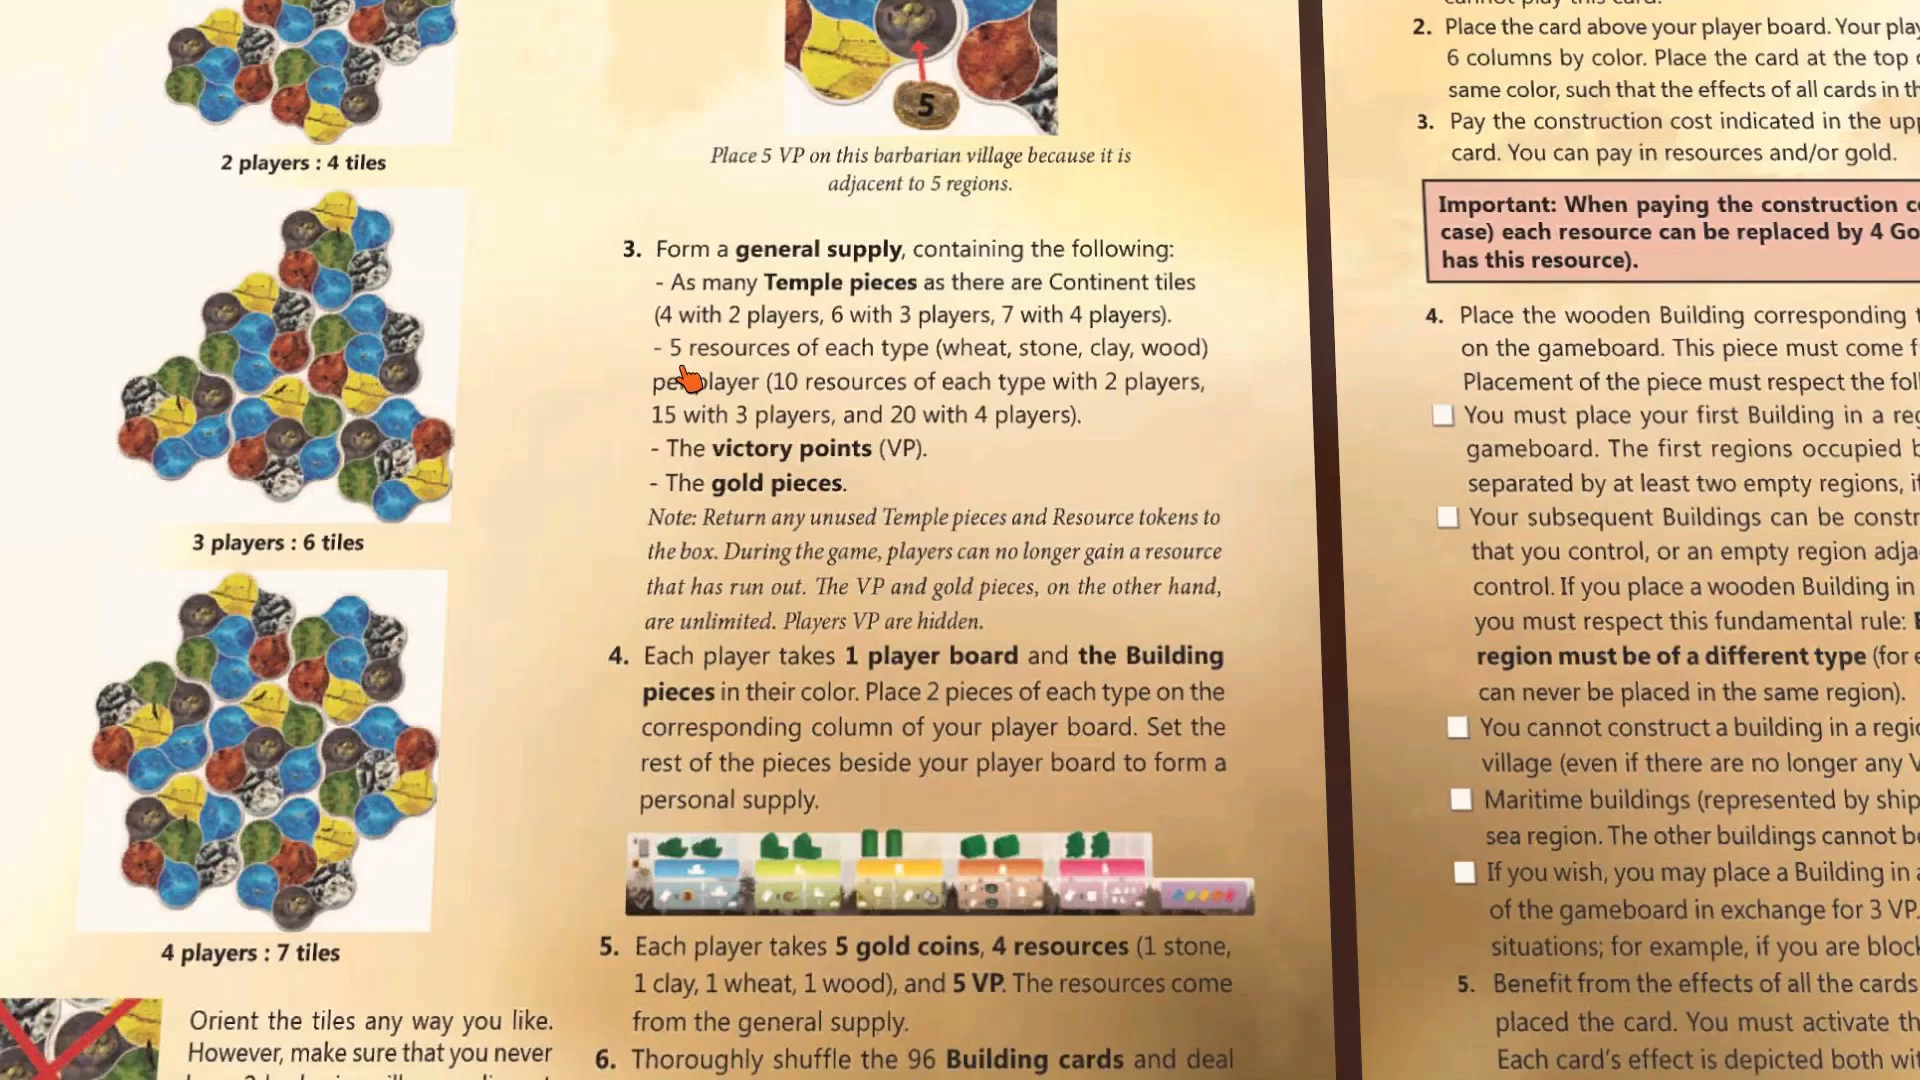 2 players : 4 tiles
3 players : 6 tiles
4 players : 7 tiles
Orient the tiles any way you like.
However, make sure that you never
5
Place 5 VP on this barbarian village because it is
adjacent to 5 regions.
3. Form a general supply, containing the following:
- As many Temple pieces as there are Continent tiles
(4 with 2 players, 6 with 3 players, 7 with 4 players).
- 5 resources of each type (wheat, stone, clay, wood)
player (10 resources of each type with 2 players,
15 with 3 players, and 20 with 4 players).
- The victory points (VP).
- The gold pieces.
Note: Return any unused Temple pieces and Resource tokens to
the box. During the game, players can no longer gain a resource
that has run out. The VP and gold pieces, on the other hand,
are unlimited. Players VP are hidden.
4. Each player takes 1 player board and the Building
pieces in their color. Place 2 pieces of each type on the
corresponding column of your player board. Set the
rest of the pieces beside your player board to form a
personal supply.
5. Each player takes 5 gold coins, 4 resources (1 stone,
1 clay, 1 wheat, 1 wood), and 5 VP. The resources come
from the general supply.
6. Thoroughly shuffle the 96 Building cards and deal
2. Place the card above your player board. Your
6 columns by color. Place the card at the top
same color, such that the effects of all cards in
3. Pay the construction cost indicated in the
card. You can pay in resources and/or gold.
Important: When paying the construction
case) each resource can be replaced by 4
has this resource).
4. Place the wooden Building corresponding
on the gameboard. This piece must come
Placement of the piece must respect the
You must place your first Building in a
gameboard. The first regions occupied
separated by at least two empty regions,
Your subsequent Buildings can be
that you control, or an empty region
control. If you place a wooden Building in
you must respect this fundamental rule:
region must be of a different type (for
can never be placed in the same region).
You cannot construct a building in a
village (even if there are no longer any
Maritime buildings (represented by
sea region. The other buildings cannot
If you wish, you may place a Building in
of the gameboard in exchange for 3 VP.
situations; for example, if you are
5. Benefit from the effects of all the cards
placed the card. You must activate
Each card's effect is depicted both